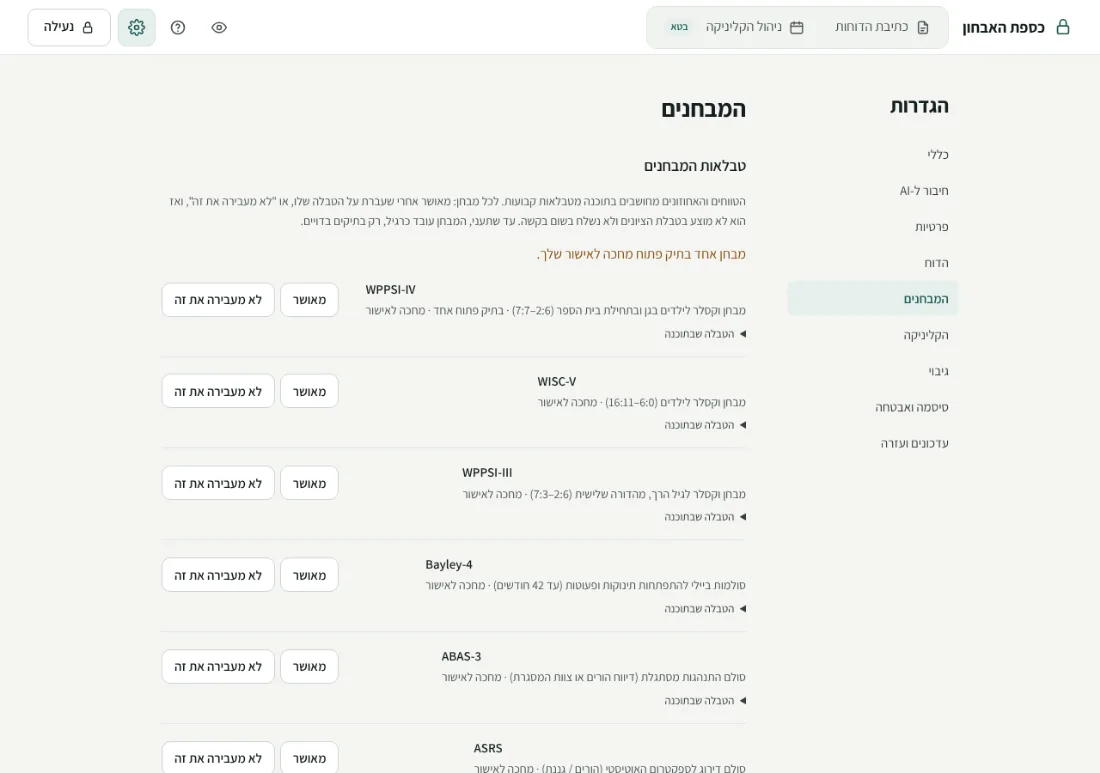 כספת האבחון
כתיבת הדוחות
ניהול הקליניקה בטא
נעילה
הגדרות
כללי
חיבור ל-AI
פרטיות
הדוח
המבחנים
הקליניקה
גיבוי
סיסמה ואבטחה
עדכונים ועזרה
המבחנים
טבלאות המבחנים
הטווחים והאחוזונים מחושבים בתוכנה מטבלאות קבועות. לכל מבחן: מאושר אחרי שעברת על הטבלה שלו, או "לא מעבירה את זה", ואז
הוא לא מוצע בטבלת הציונים ולא נשלח בשום בקשה. עד שתעני, המבחן עובד כרגיל, רק בתיקים בדויים.
מבחן אחד בתיק פתוח מחכה לאישור שלך.
WPPSI-IV
מבחן וקסלר לילדים בגן ובתחילת בית הספר (2:6–7:7) · בתיק פתוח אחד · מחכה לאישור
הטבלה שבתוכנה
מאושר
לא מעבירה את זה
WISC-V
מבחן וקסלר לילדים (6:0–16:11) · מחכה לאישור
הטבלה שבתוכנה
מאושר
לא מעבירה את זה
WPPSI-III
מבחן וקסלר לגיל הרך, מהדורה שלישית (2:6–7:3) · מחכה לאישור
הטבלה שבתוכנה
מאושר
לא מעבירה את זה
Bayley-4
סולמות ביילי להתפתחות תינוקות ופעוטות (עד 42 חודשים) · מחכה לאישור
הטבלה שבתוכנה
מאושר
לא מעבירה את זה
ABAS-3
סולם התנהגות מסתגלת (דיווח הורים או צוות המסגרת) · מחכה לאישור
הטבלה שבתוכנה
מאושר
לא מעבירה את זה
ASRS
סולם דירוג לספקטרום האוטיסטי (הורים / גננת) · מחכה לאישור
מאושר
לא מעבירה את זה